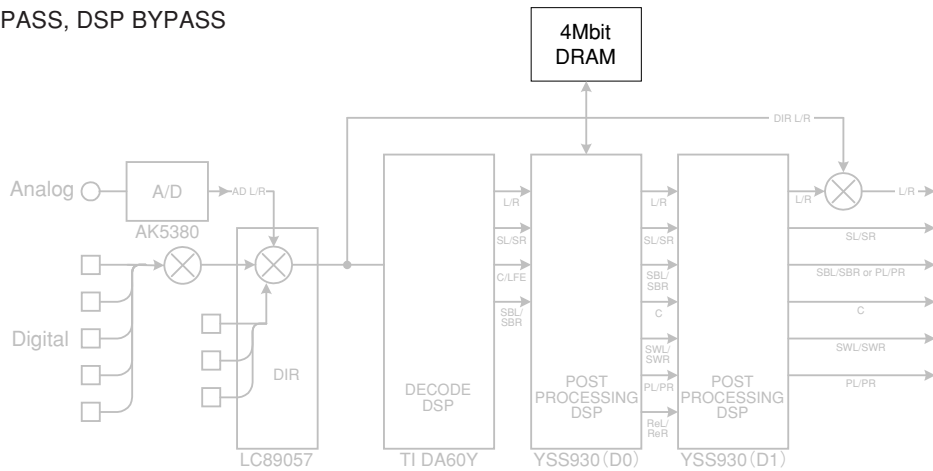 PASS, DSP BYPASS
4Mbit
DRAM
DIR L/R
Analog
A/D
AD L/R
AK5380
L/R
L/R
L/R
L/R
SL/SR
SL/SR
SL/SR
C/LFE
SBL/
SBR
SBL/SBR or PL/PR
SBL/
SBR
C
C
Digital
SWL/
SWR
SWL/SWR
DIR
DECODE
DSP
POST
PROCESSING
DSP
PL/PR
POST
PROCESSING
DSP
PL/PR
ReL/
ReR
LC89057
TI DA60Y
YSS930(D0)
YSS930(D1)